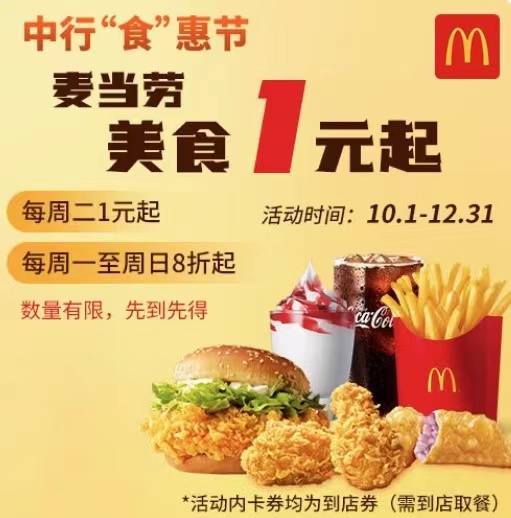 中行“食”惠节
麦当劳
美食1元起
每周二1元起
活动时间：10.1-12.31
每周一至周日8折起
数量有限，先到先得
Coca-Col
*活动内卡券均为到店券（需到店取餐）